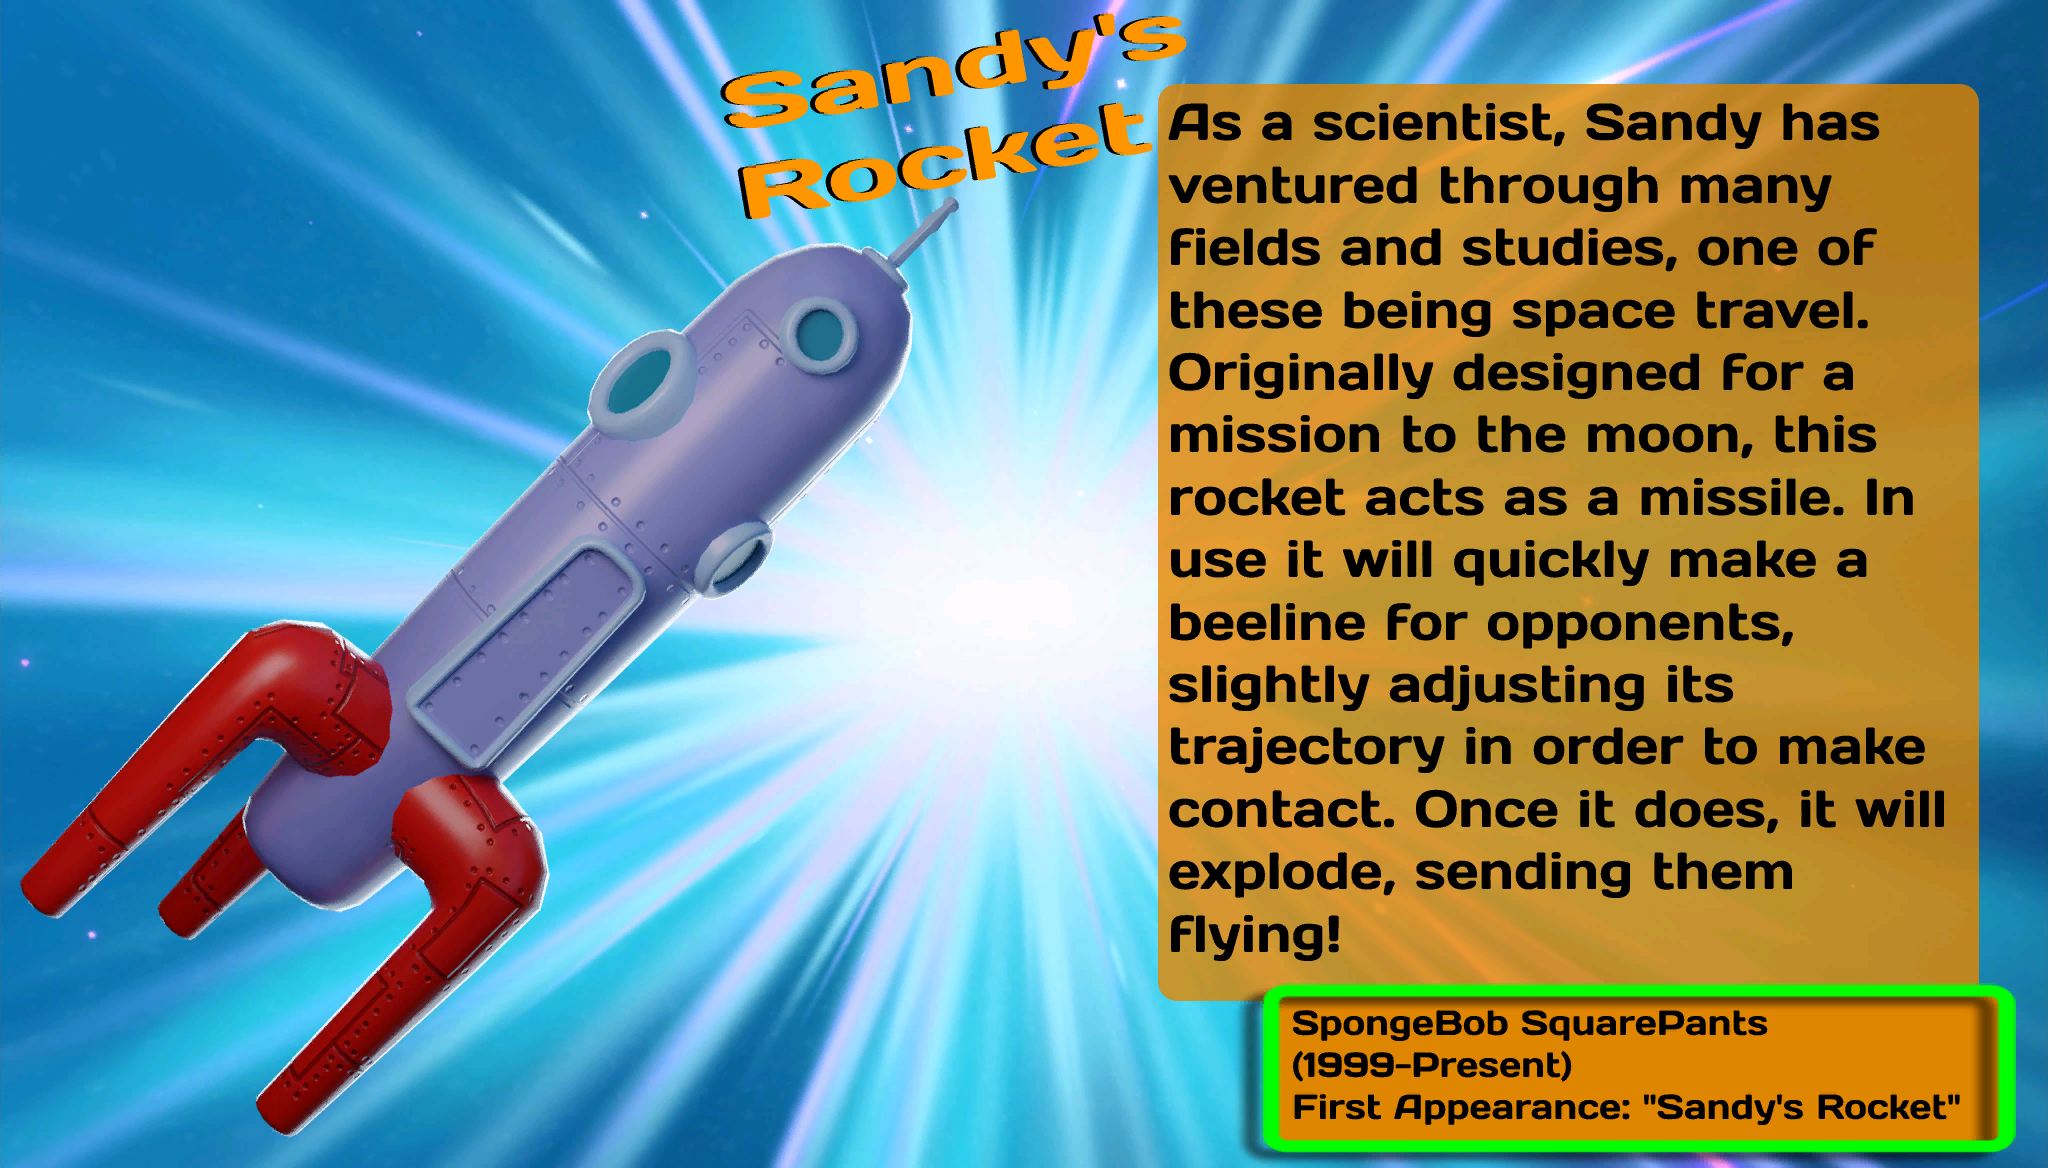 Sandy's
Rocket
As a scientist, Sandy has
ventured through many
fields and studies, one of
these being space travel.
Originally designed for a
mission to the moon, this
rocket acts as a missile. In
use it will quickly make a
beeline for opponents,
slightly adjusting its
trajectory in order to make
contact. Once it does, it will
explode, sending them
flying!
SpongeBob SquarePants
(1999-Present)
First Appearance: "Sandy's Rocket"